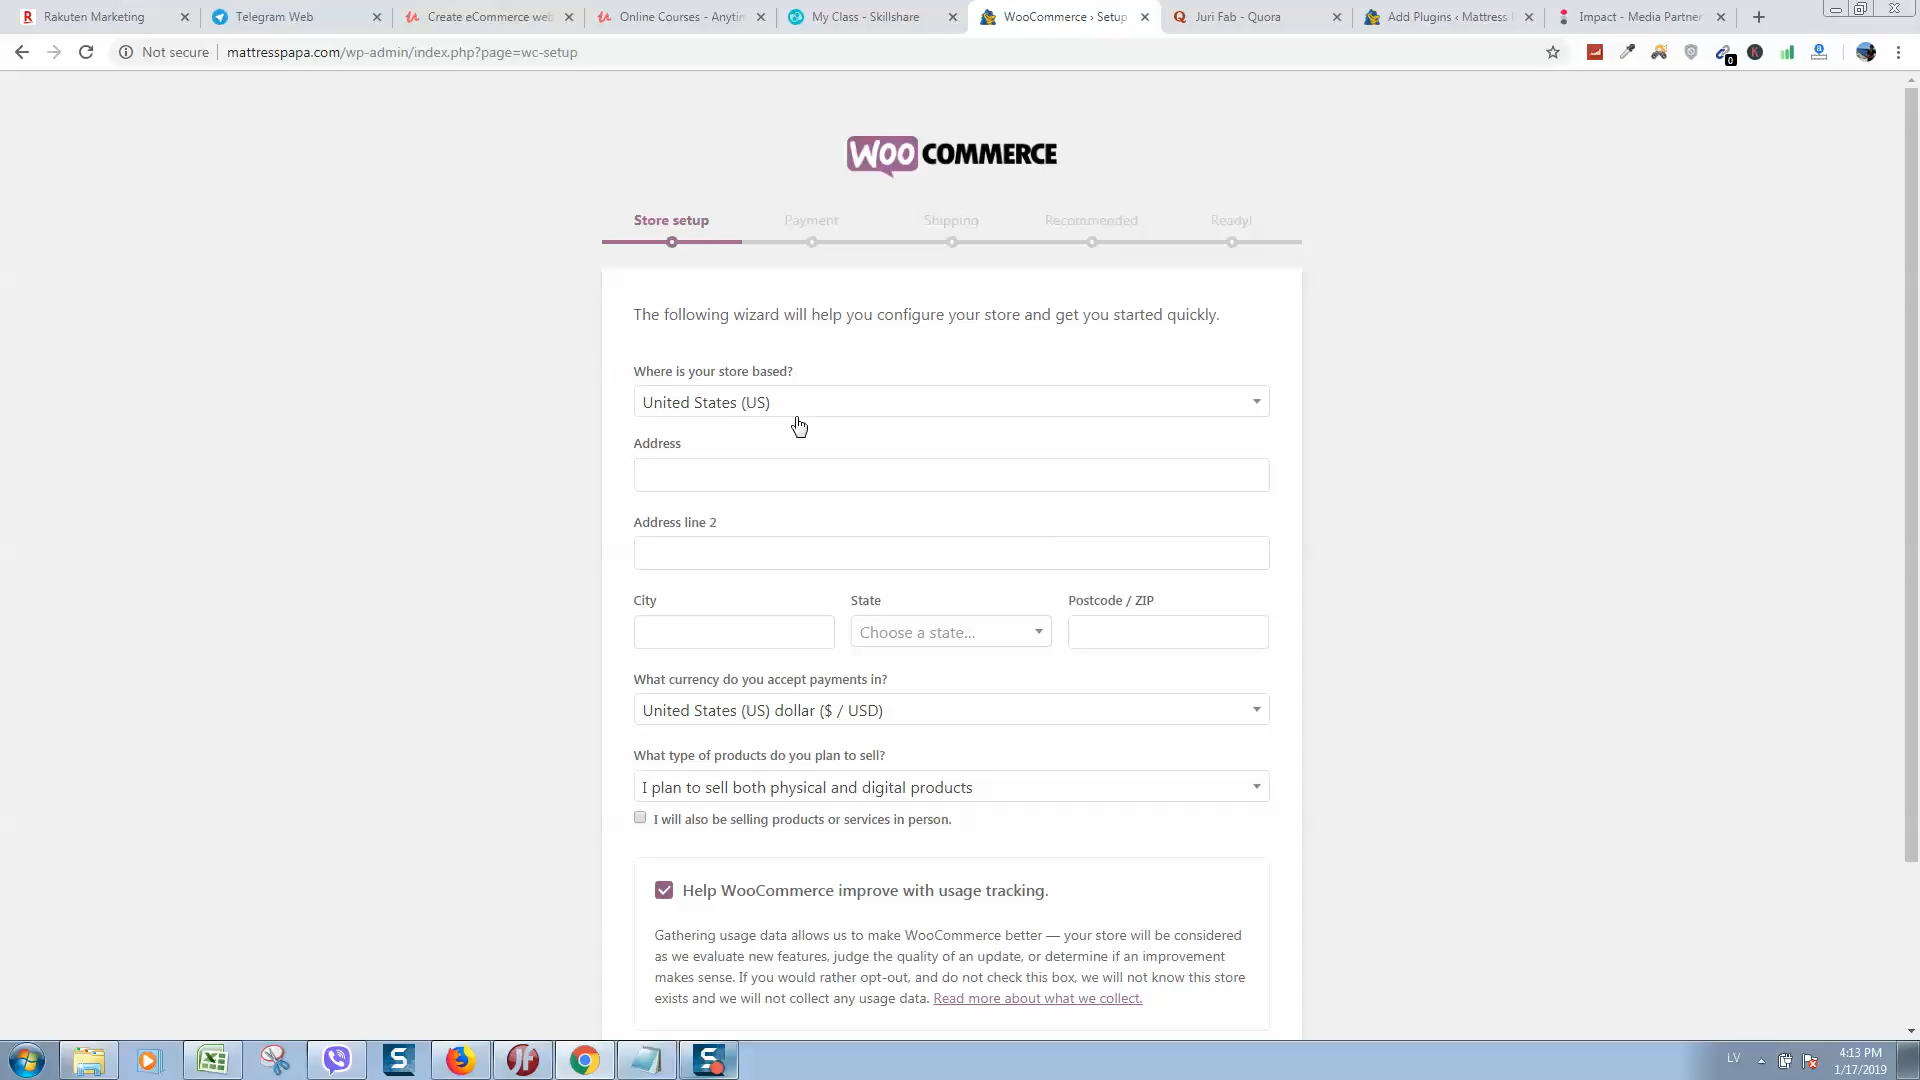 Rakuten Marketing
Telegram Web
Create eCommerce web
Online Courses - Anytim
My Class - Skillshare
WooCommerce › Setup
Juri Fab - Quora
Add Plugins ‹ Mattress
Impact - Media Partner
Not secure
mattresspapa.com/wp-admin/index.php?page=wc-setup
0
WOO COMMERCE
Store setup
Payment
Shipping
Recommended
Ready!
The following wizard will help you configure your store and get you started quickly.
Where is your store based?
United States (US)
Address
Address line 2
City
State
Postcode / ZIP
Choose a state...
What currency do you accept payments in?
United States (US) dollar ($ / USD)
What type of products do you plan to sell?
I plan to sell both physical and digital products
I will also be selling products or services in person.
Help WooCommerce improve with usage tracking.
Gathering usage data allows us to make WooCommerce better — your store will be considered
as we evaluate new features, judge the quality of an update, or determine if an improvement
makes sense. If you would rather opt-out, and do not check this box, we will not know this store
exists and we will not collect any usage data. Read more about what we collect.
LV
4:13 PM
1/17/2019